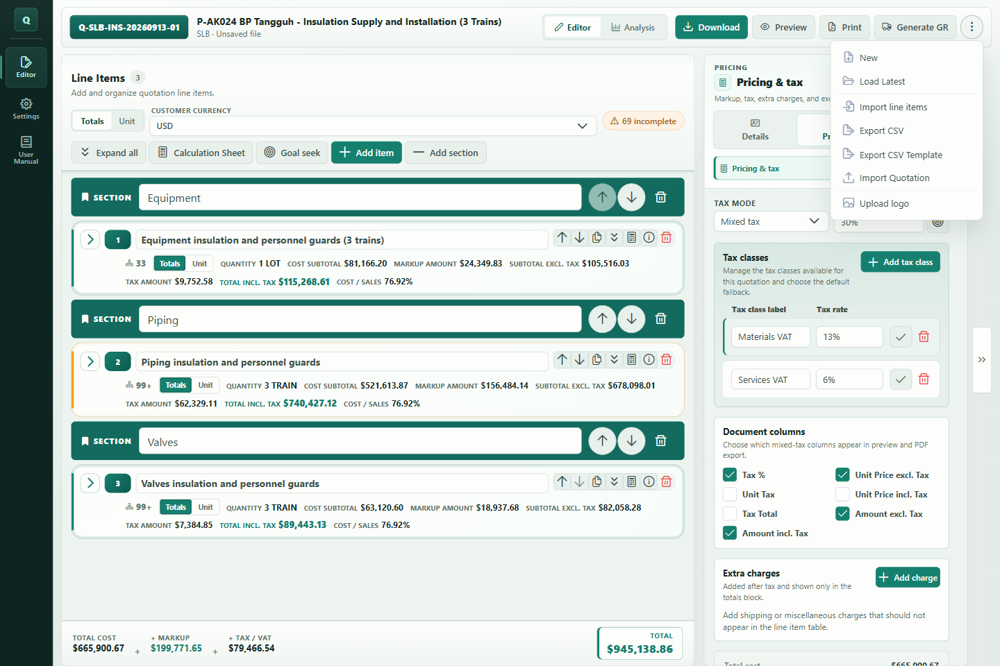 Q
Q-SLB-INS-20260913-01
P-AK024 BP Tangguh - Insulation Supply and Installation (3 Trains)
SLB · Unsaved file
Editor
Analysis
Download
Preview
Print
Generate GR
Editor
Settings
User
Manual
New
Load Latest
Import line items
Export CSV
Export CSV Template
Import Quotation
Upload logo
Line Items 3
Add and organize quotation line items.
Totals
Unit
CUSTOMER CURRENCY
USD
69 incomplete
Expand all
Calculation Sheet
Goal seek
Add item
Add section
SECTION
Equipment
1
Equipment insulation and personnel guards (3 trains)
33 Totals Unit QUANTITY 1 LOT COST SUBTOTAL $81,166.20 MARKUP AMOUNT $24,349.83 SUBTOTAL EXCL. TAX $105,516.03
TAX AMOUNT $9,752.58 TOTAL INCL. TAX $115,268.61 COST / SALES 76.92%
SECTION
Piping
2
Piping insulation and personnel guards
99+ Totals Unit QUANTITY 3 TRAIN COST SUBTOTAL $521,613.87 MARKUP AMOUNT $156,484.14 SUBTOTAL EXCL. TAX $678,098.01
TAX AMOUNT $62,329.11 TOTAL INCL. TAX $740,427.12 COST / SALES 76.92%
SECTION
Valves
3
Valves insulation and personnel guards
99+ Totals Unit QUANTITY 3 TRAIN COST SUBTOTAL $63,120.60 MARKUP AMOUNT $18,937.68 SUBTOTAL EXCL. TAX $82,058.28
TAX AMOUNT $7,384.85 TOTAL INCL. TAX $89,443.13 COST / SALES 76.92%
TOTAL COST
$665,900.67
+
+ MARKUP
$199,771.65
+
+ TAX / VAT
$79,466.54
TOTAL
$945,138.86
PRICING
Pricing & tax
Markup, tax, extra charges, and exc
Details
Pr
Pricing & tax
TAX MODE
Mixed tax
30%
Tax classes
Manage the tax classes available for
this quotation and choose the default
fallback.
Add tax class
Tax class label
Tax rate
Materials VAT
13%
Services VAT
6%
Document columns
Choose which mixed-tax columns appear in preview and PDF
export.
Tax %
Unit Price excl. Tax
Unit Tax
Unit Price incl. Tax
Tax Total
Amount excl. Tax
Amount incl. Tax
Extra charges
Added after tax and shown only in the
totals block.
Add charge
Add shipping or miscellaneous charges that should not
appear in the line item table.
Total cost
$665,900.67